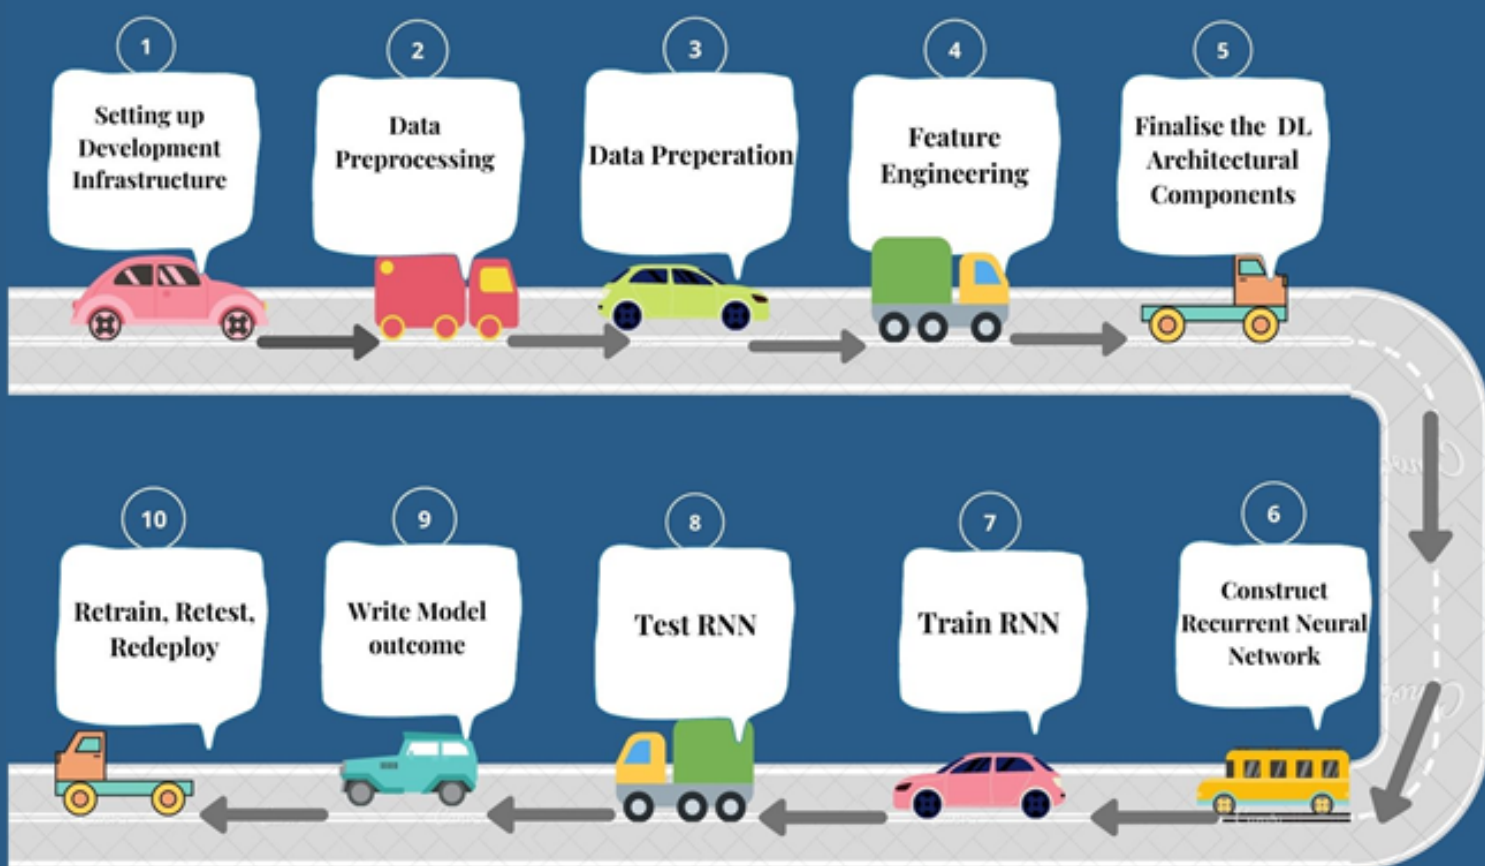 1
Setting up
Development
Infrastructure
2
Data
Preprocessing
3
Data Preperation
4
Feature
Engineering
5
Finalise the DL
Architectural
Components
6
Construct
Recurrent Neural
Network
7
Train RNN
8
Test RNN
9
Write Model
outcome
10
Retrain, Retest,
Redeploy